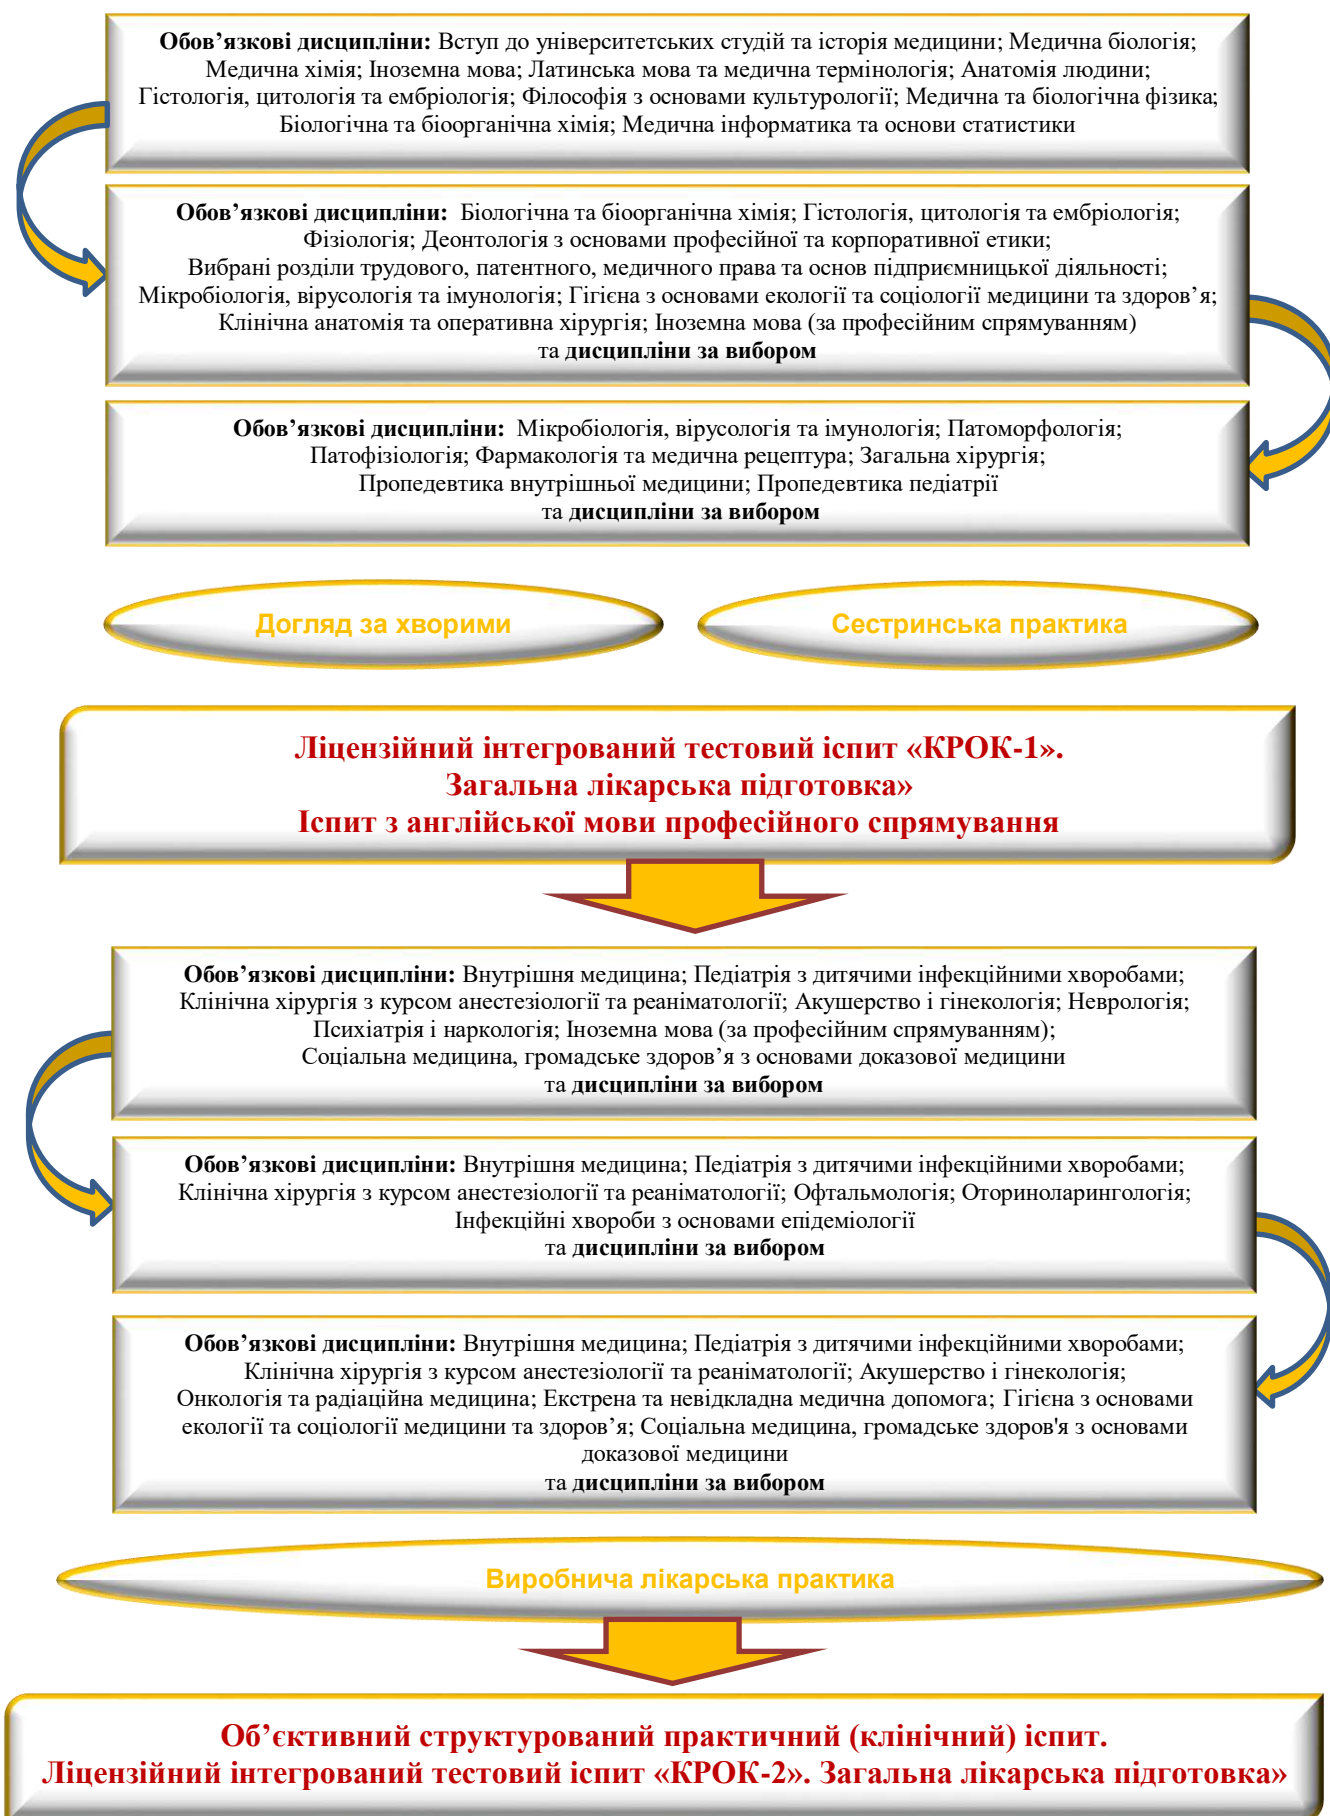 Обов’язкові дисципліни: Вступ до університетських студій та історія медицини; Медична біологія;
Медична хімія; Іноземна мова; Латинська мова та медична термінологія; Анатомія людини;
Гістологія, цитологія та ембріологія; Філософія з основами культурології; Медична та біологічна фізика;
Біологічна та біоорганічна хімія; Медична інформатика та основи статистики
Обов’язкові дисципліни: Біологічна та біоорганічна хімія; Гістологія, цитологія та ембріологія;
Фізіологія; Деонтологія з основами професійної та корпоративної етики;
Вибрані розділи трудового, патентного, медичного права та основ підприємницької діяльності;
Мікробіологія, вірусологія та імунологія; Гігієна з основами екології та соціології медицини та здоров’я;
Клінічна анатомія та оперативна хірургія; Іноземна мова (за професійним спрямуванням)
та дисципліни за вибором
Обов’язкові дисципліни: Мікробіологія, вірусологія та імунологія; Патоморфологія;
Патофізіологія; Фармакологія та медична рецептура; Загальна хірургія;
Пропедевтика внутрішньої медицини; Пропедевтика педіатрії
та дисципліни за вибором
Догляд за хворими
Сестринська практика
Ліцензійний інтегрований тестовий іспит «КРОК-1».
Загальна лікарська підготовка»
Іспит з англійської мови професійного спрямування
Обов’язкові дисципліни: Внутрішня медицина; Педіатрія з дитячими інфекційними хворобами;
Клінічна хірургія з курсом анестезіології та реаніматології; Акушерство і гінекологія; Неврологія;
Психіатрія і наркологія; Іноземна мова (за професійним спрямуванням);
Соціальна медицина, громадське здоров’я з основами доказової медицини
та дисципліни за вибором
Обов’язкові дисципліни: Внутрішня медицина; Педіатрія з дитячими інфекційними хворобами;
Клінічна хірургія з курсом анестезіології та реаніматології; Офтальмологія; Оториноларингологія;
Інфекційні хвороби з основами епідеміології
та дисципліни за вибором
Обов’язкові дисципліни: Внутрішня медицина; Педіатрія з дитячими інфекційними хворобами;
Клінічна хірургія з курсом анестезіології та реаніматології; Акушерство і гінекологія;
Онкологія та радіаційна медицина; Екстрена та невідкладна медична допомога; Гігієна з основами
екології та соціології медицини та здоров’я; Соціальна медицина, громадське здоров'я з основами
доказової медицини
та дисципліни за вибором
Виробнича лікарська практика
Об’єктивний структурований практичний (клінічний) іспит.
Ліцензійний інтегрований тестовий іспит «КРОК-2». Загальна лікарська підготовка»